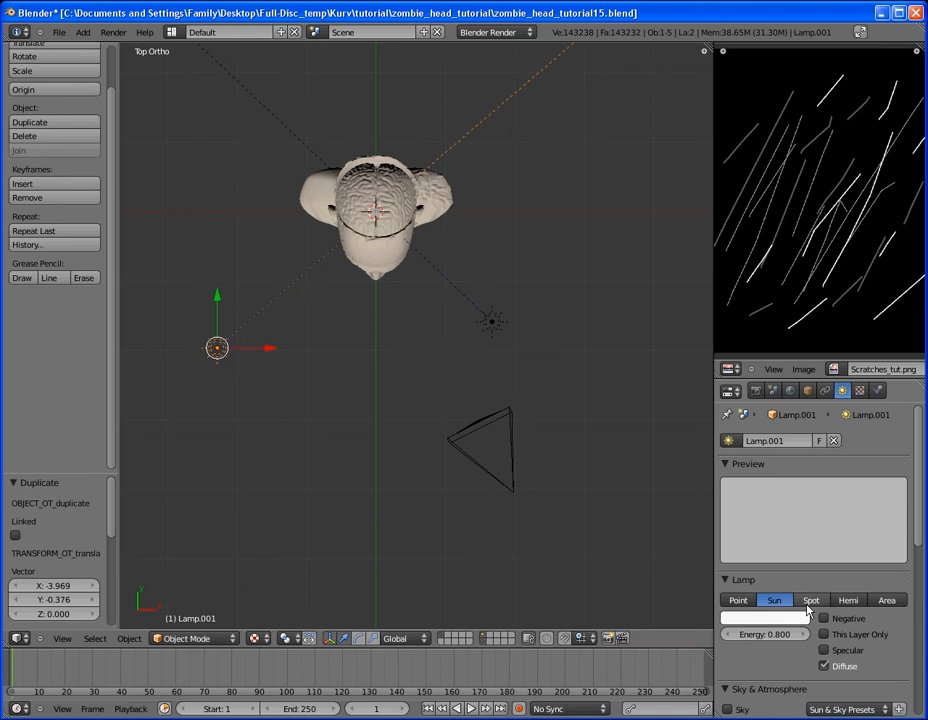 Blender* [C:\Documents and Settings\Family\Desktop\Full-Disc_temp\Kurv\tutorial\zombie_head_tutorial\zombie_head_tutorial15.blend]
File Add Render Help Default Scene Blender Render Ve:143238 | Fa:143232 | Ob:1-5 | La:2 | Mem:38.65M (31.30M) | Lamp.001
Translate
Rotate
Scale
Origin
Object:
Duplicate
Delete
Join
Keyframes:
Insert
Remove
Repeat:
Repeat Last
History...
Grease Pencil:
Draw Line Erase
Duplicate
OBJECT_OT_duplicate
Linked
TRANSFORM_OT_transla
Vector
X: -3.969
Y: -0.376
Z: 0.000
Top Ortho
(1) Lamp.001
View Select Object Object Mode Global
View Image Scratches_tut.png
Lamp.001 Lamp.001
Lamp.001 F
Preview
Lamp
Point Sun Spot Hemi Area
Negative
Energy: 0.800 This Layer Only
Specular
Diffuse
Sky & Atmosphere
Sky Sun & Sky Presets
0 10 20 30 40 50 60 70 80 90 100 110 120 130 140 150 160 170 180 190 200 210 220 230 240 250
View Frame Playback Start: 1 End: 250 1 No Sync